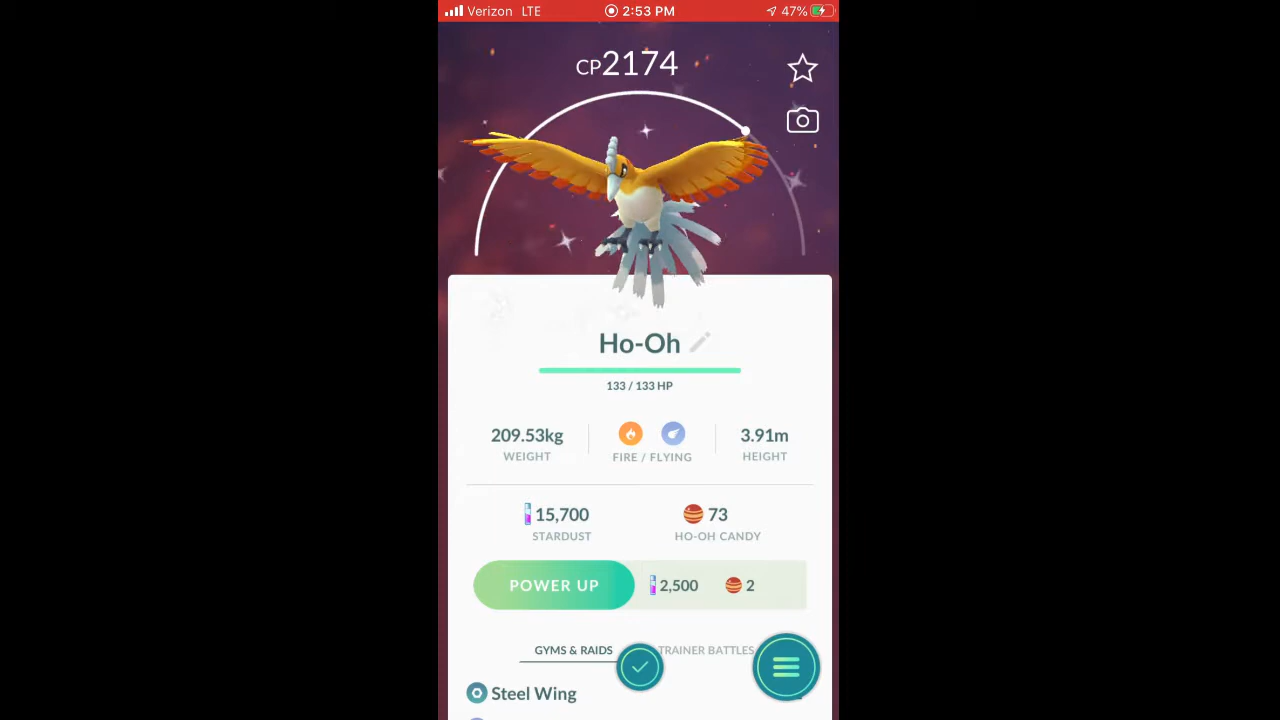 Verizon LTE 2:53 PM 47%
CP2174
Ho-Oh
133 / 133 HP
209.53kg 3.91m
WEIGHT FIRE / FLYING HEIGHT
15,700 73
STARDUST HO-OH CANDY
POWER UP 2,500 2
GYMS & RAIDS TRAINER BATTLES
Steel Wing